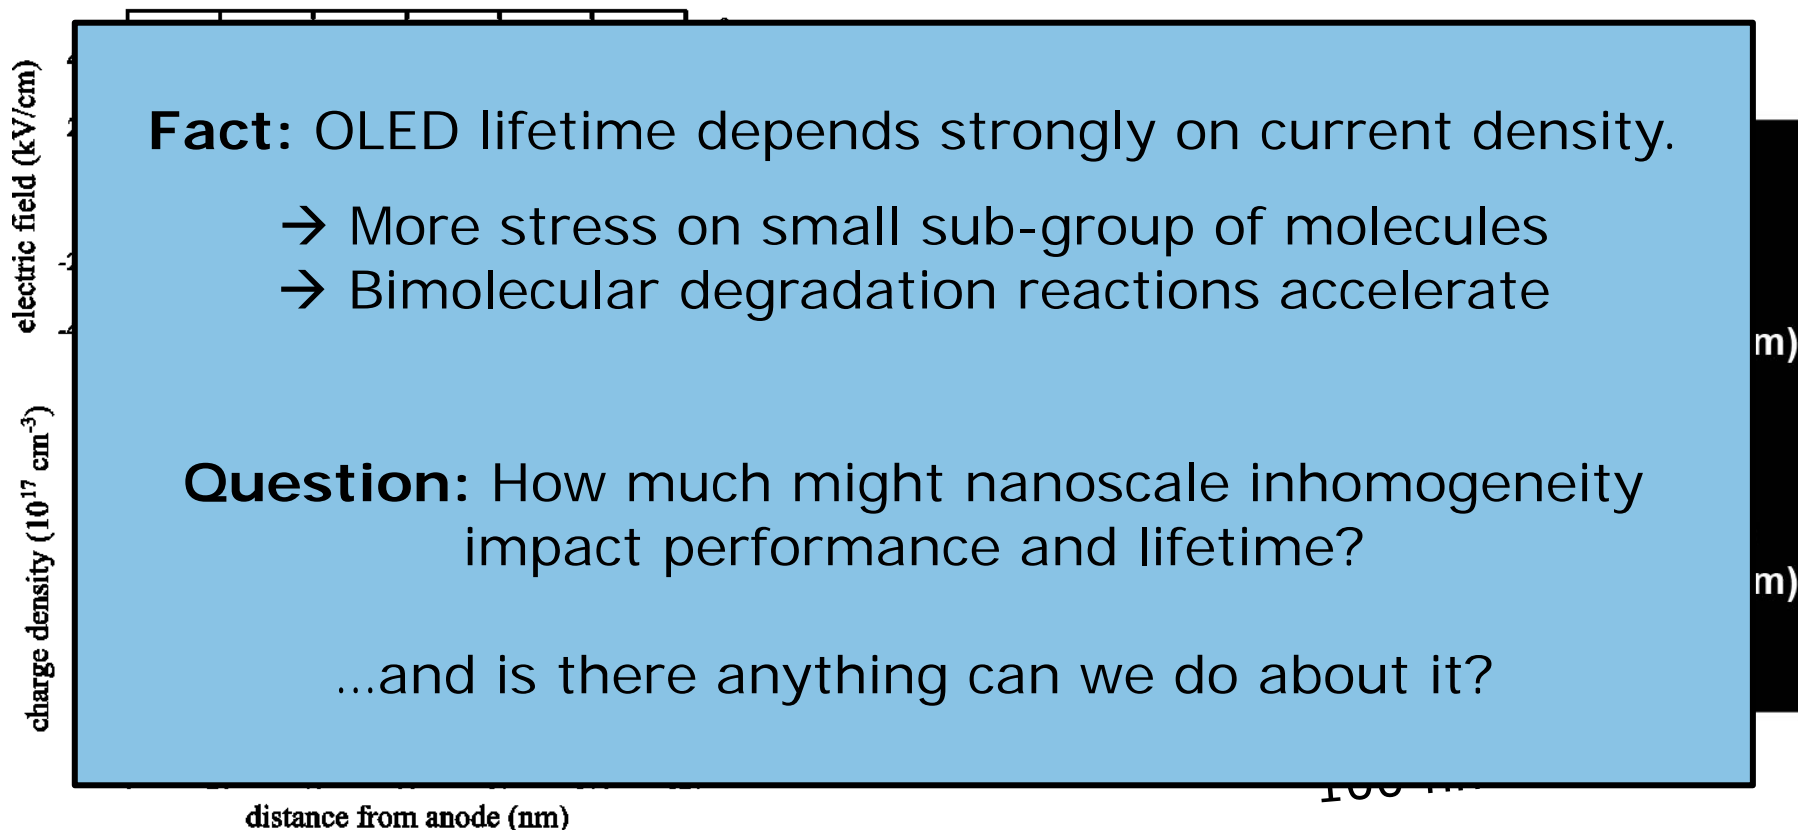 electric field (kV/cm)
Fact: OLED lifetime depends strongly on current density.
→ More stress on small sub-group of molecules
→ Bimolecular degradation reactions accelerate
m)
charge density (10¹⁷ cm⁻³)
Question: How much might nanoscale inhomogeneity
impact performance and lifetime?
m)
...and is there anything can we do about it?
distance from anode (nm)